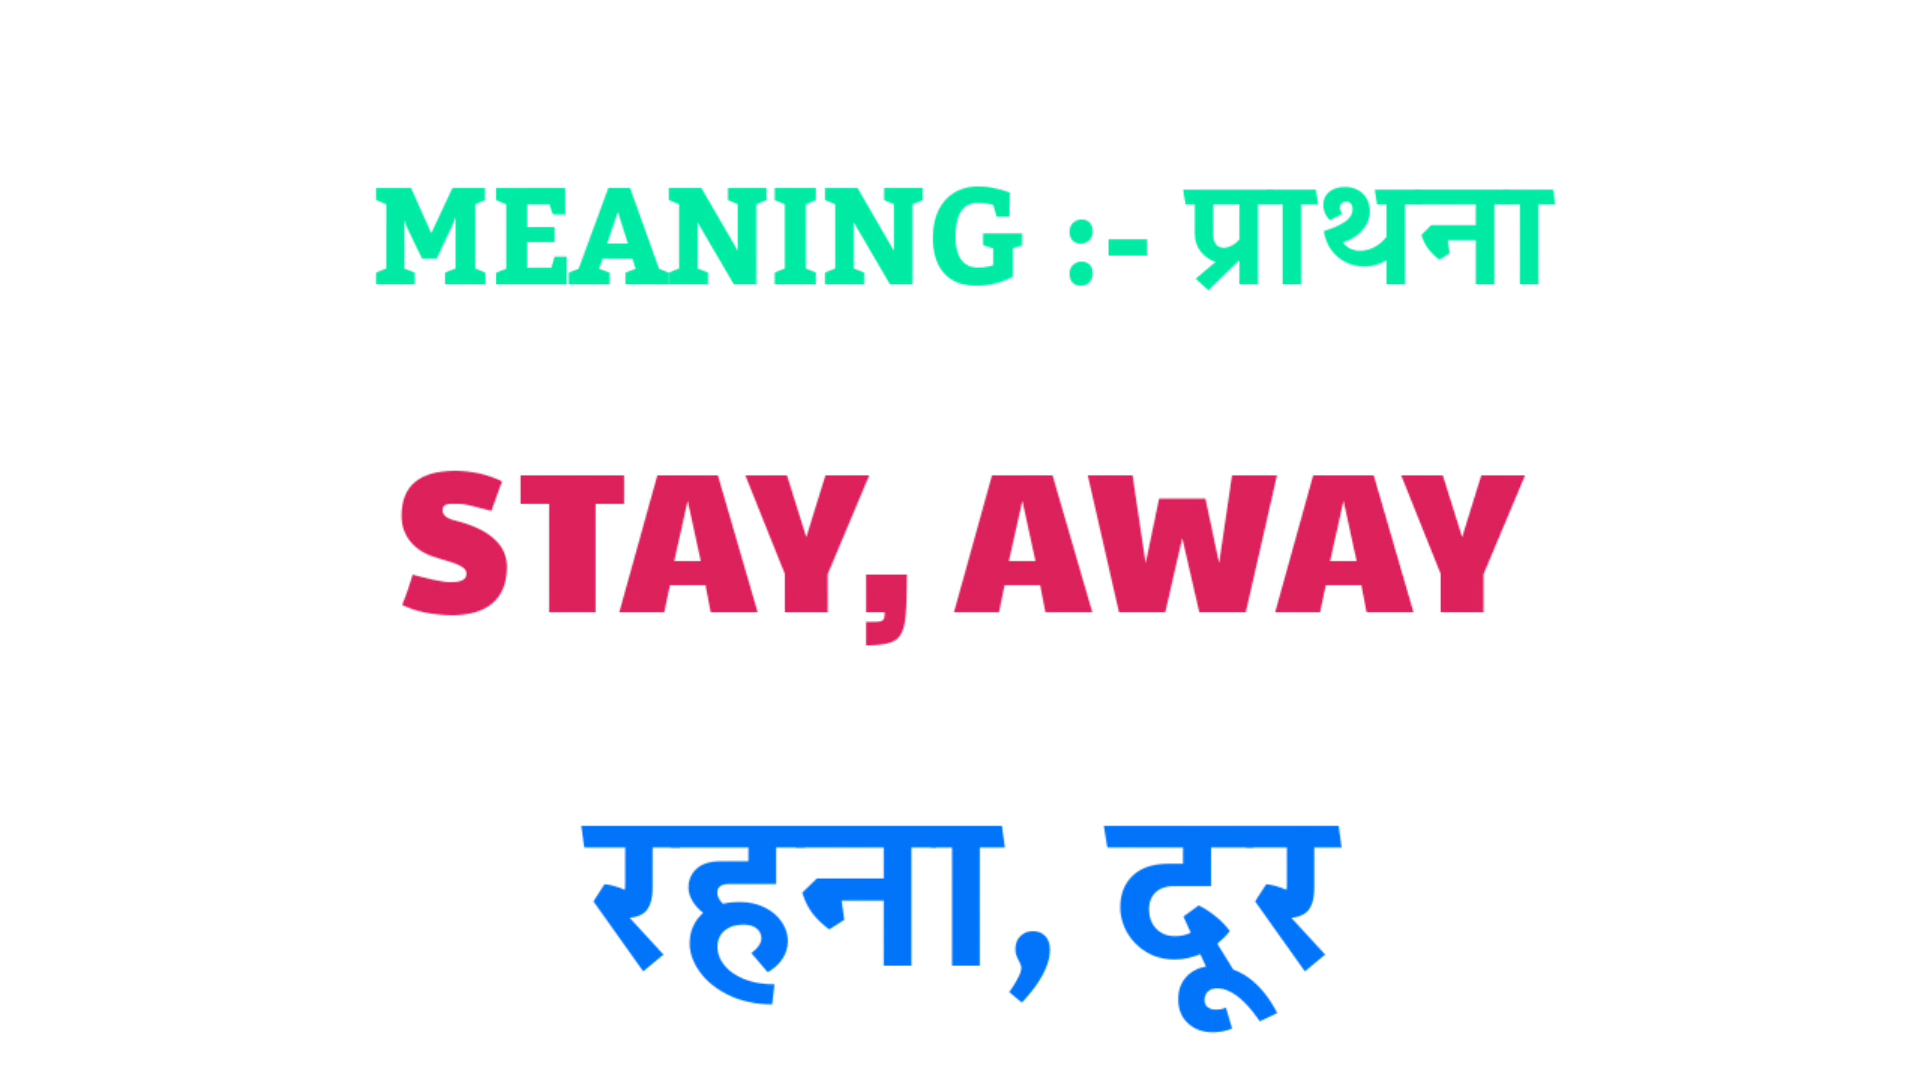 MEANING :- प्राथना
STAY, AWAY
रहना, दूर